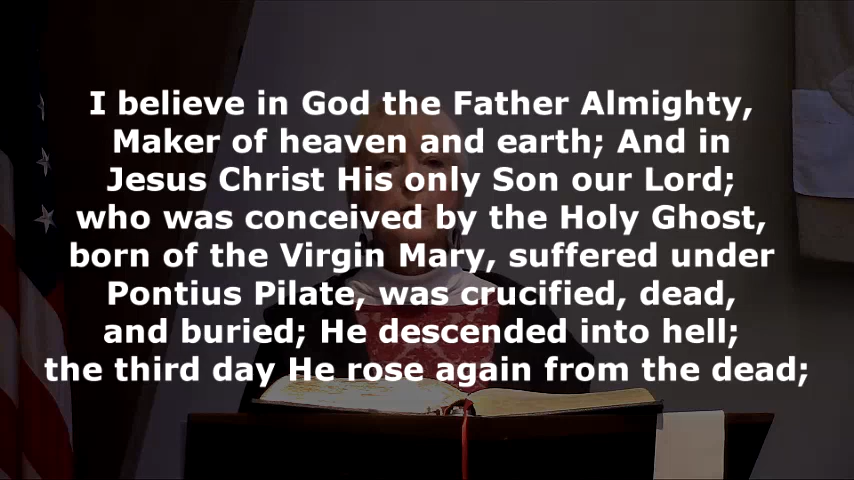 I believe in God the Father Almighty,
Maker of heaven and earth; And in
Jesus Christ His only Son our Lord;
who was conceived by the Holy Ghost,
born of the Virgin Mary, suffered under
Pontius Pilate, was crucified, dead,
and buried; He descended into hell;
the third day He rose again from the dead;